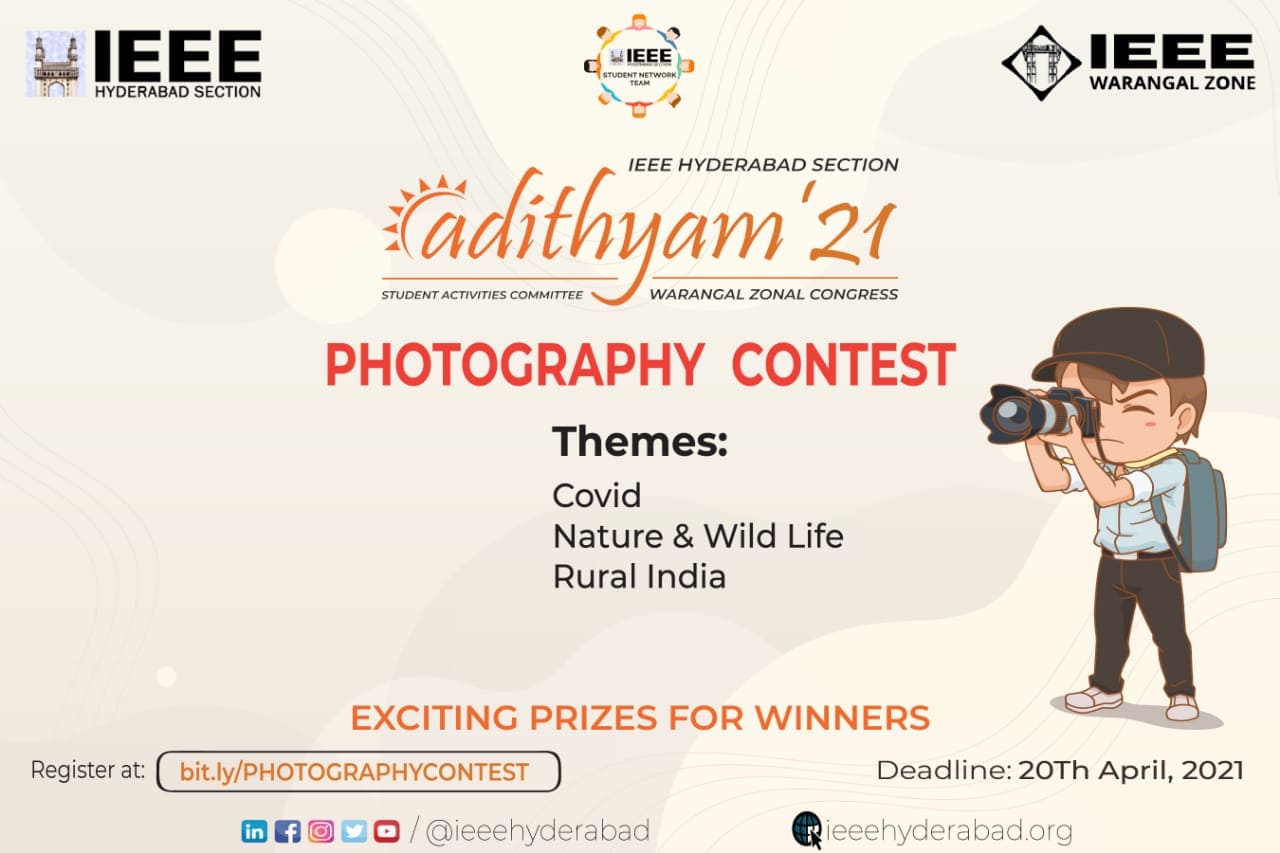 IEEE
HYDERABAD SECTION
IEEE
HYDERABAD SECTION
STUDENT NETWORK
TEAM
IEEE
WARANGAL ZONE
IEEE HYDERABAD SECTION
adithyam'21
STUDENT ACTIVITIES COMMITTEE
WARANGAL ZONAL CONGRESS
PHOTOGRAPHY CONTEST
Themes:
Covid
Nature & Wild Life
Rural India
EXCITING PRIZES FOR WINNERS
Register at: bit.ly/PHOTOGRAPHYCONTEST
Deadline: 20Th April, 2021
/ @ieeehyderabad
ieeehyderabad.org